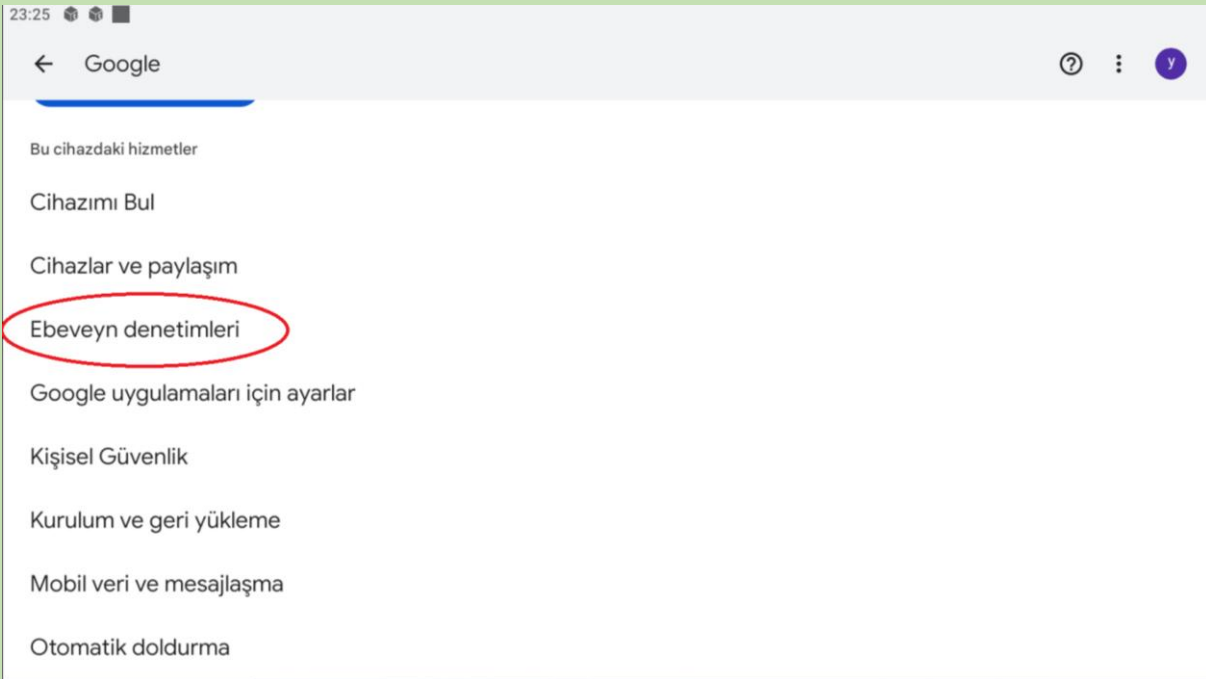 23:25
Google
y
Bu cihazdaki hizmetler
Cihazımı Bul
Cihazlar ve paylaşım
Ebeveyn denetimleri
Google uygulamaları için ayarlar
Kişisel Güvenlik
Kurulum ve geri yükleme
Mobil veri ve mesajlaşma
Otomatik doldurma